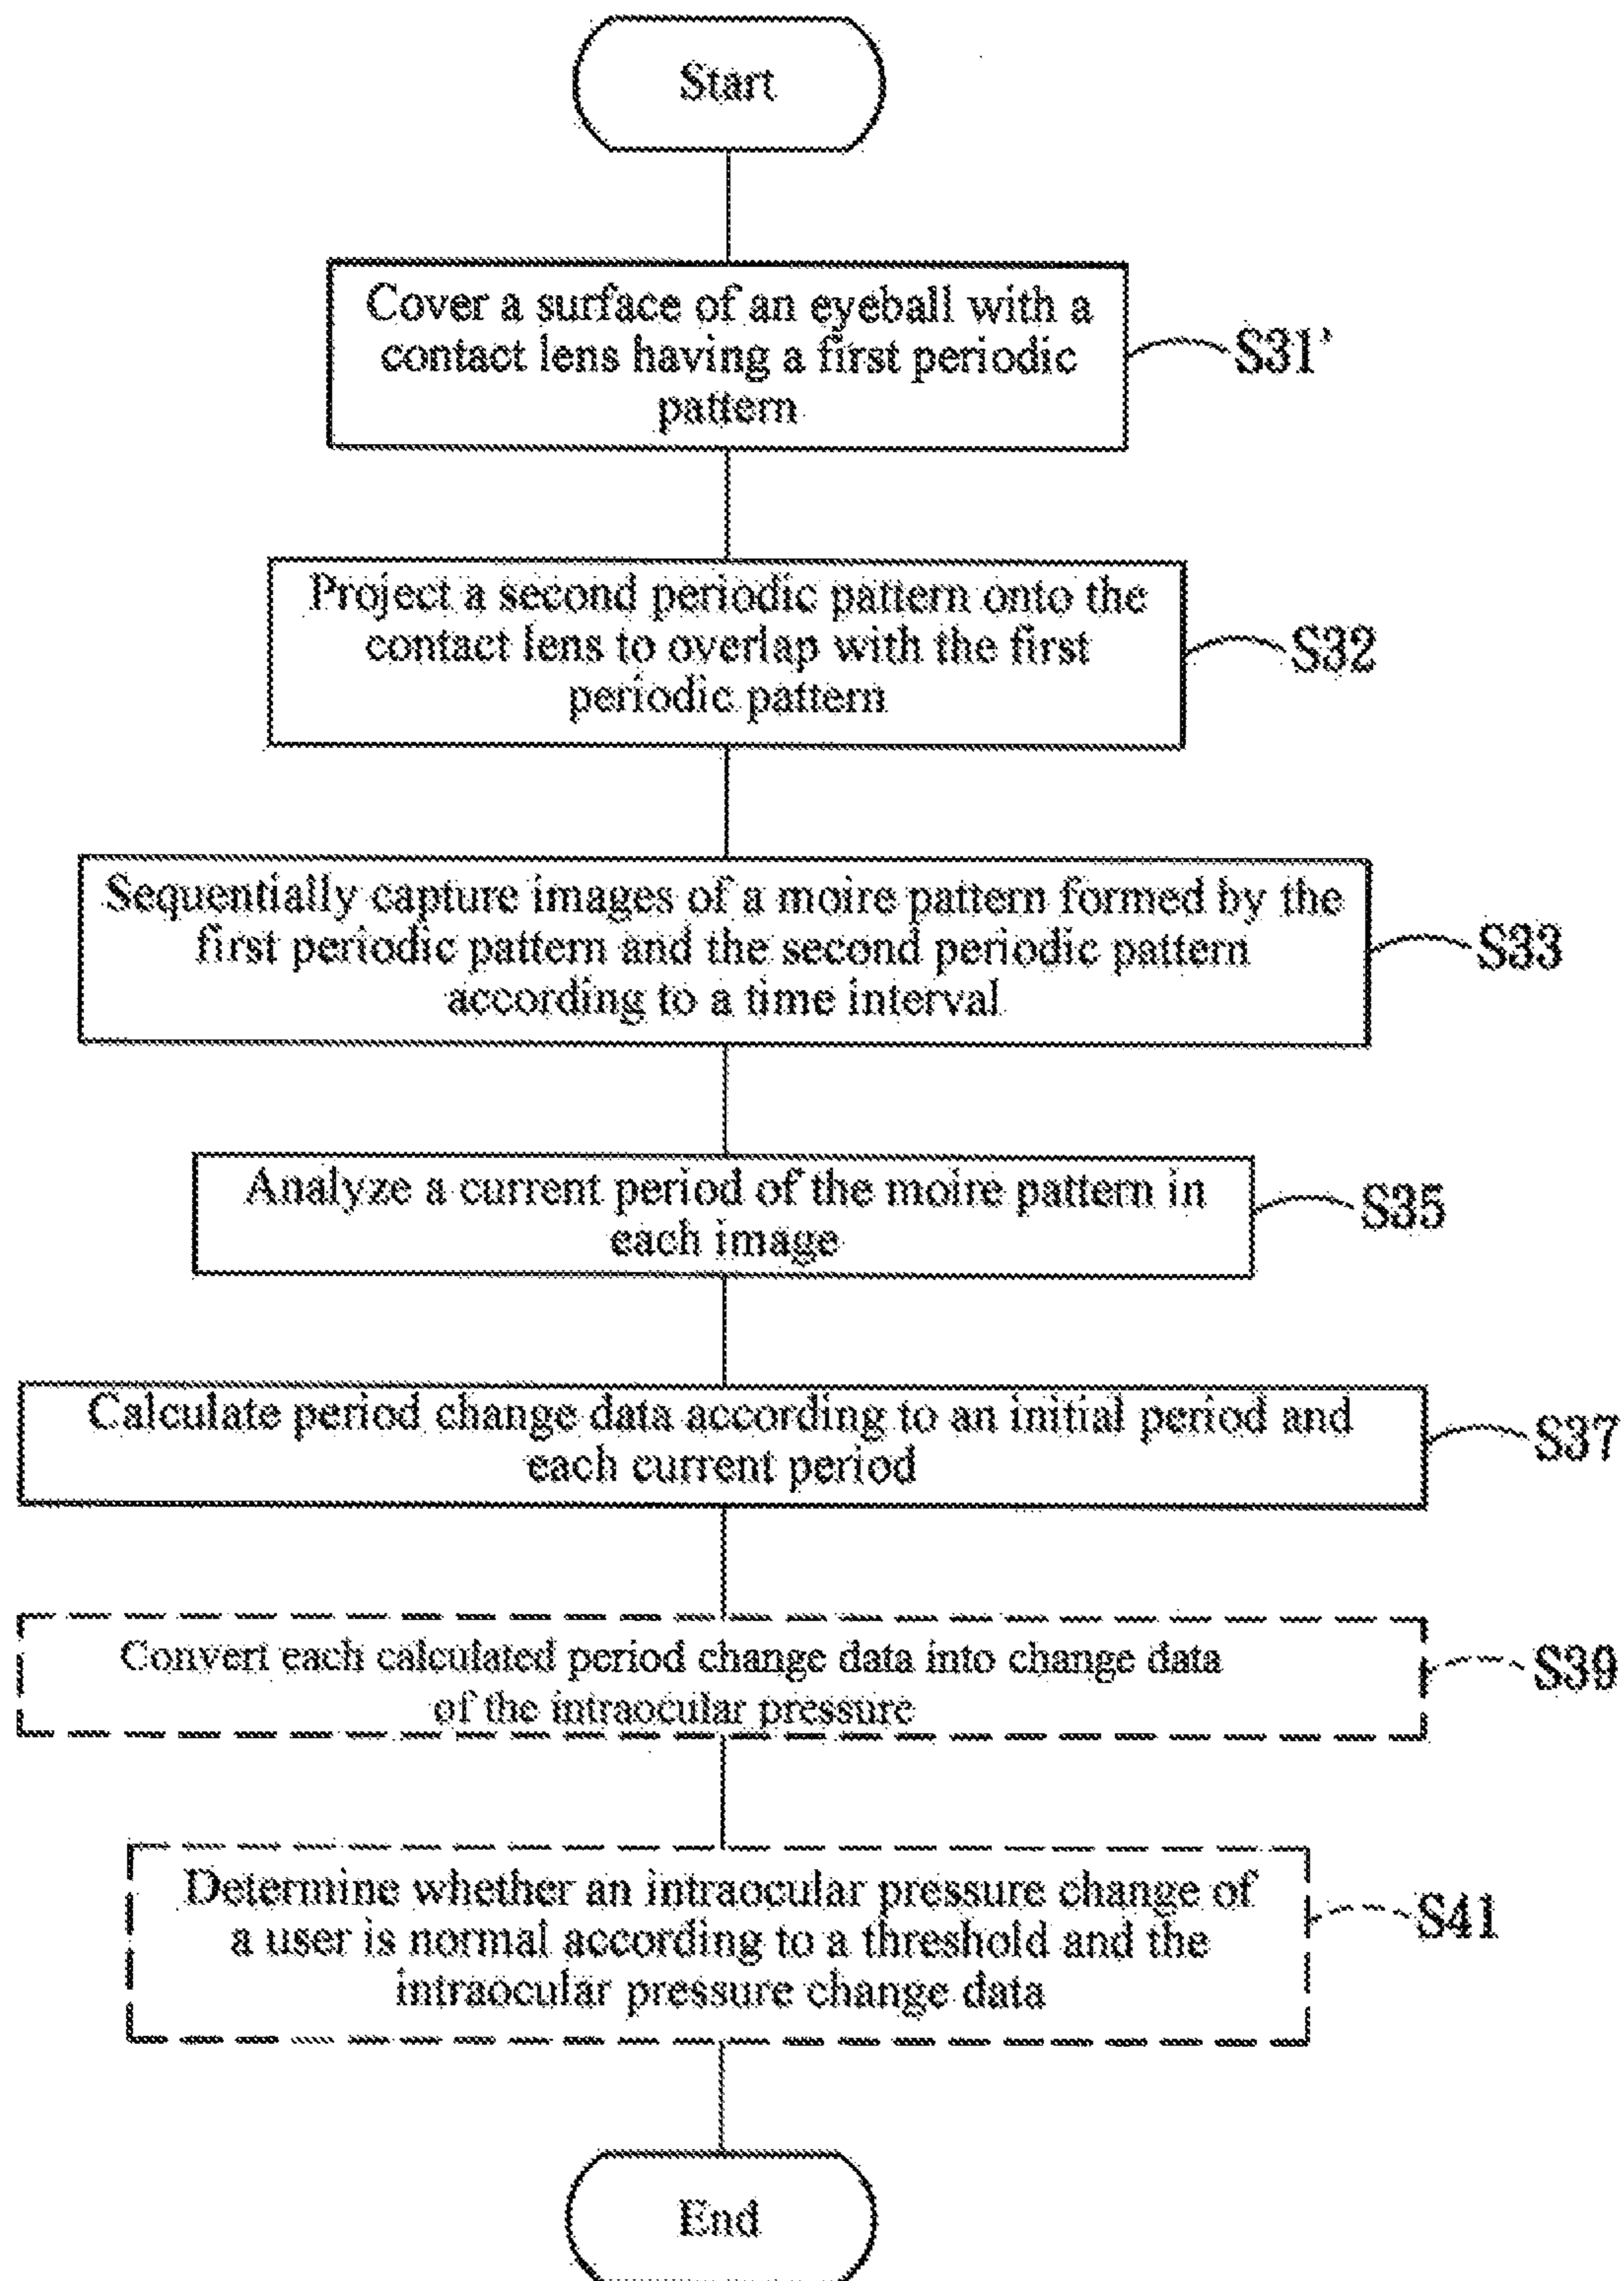 Start
Cover a surface of an eyeball with a
contact lens having a first periodic
pattern
S31’
Project a second periodic pattern onto the
contact lens to overlap with the first
periodic pattern
S32
Sequentially capture images of a moire pattern formed by the
first periodic pattern and the second periodic pattern
according to a time interval
S33
Analyze a current period of the moire pattern in
each image
S35
Calculate period change data according to an initial period and
each current period
S37
Convert each calculated period change data into change data
of the intraocular pressure
S39
Determine whether an intraocular pressure change of
a user is normal according to a threshold and the
intraocular pressure change data
S41
End